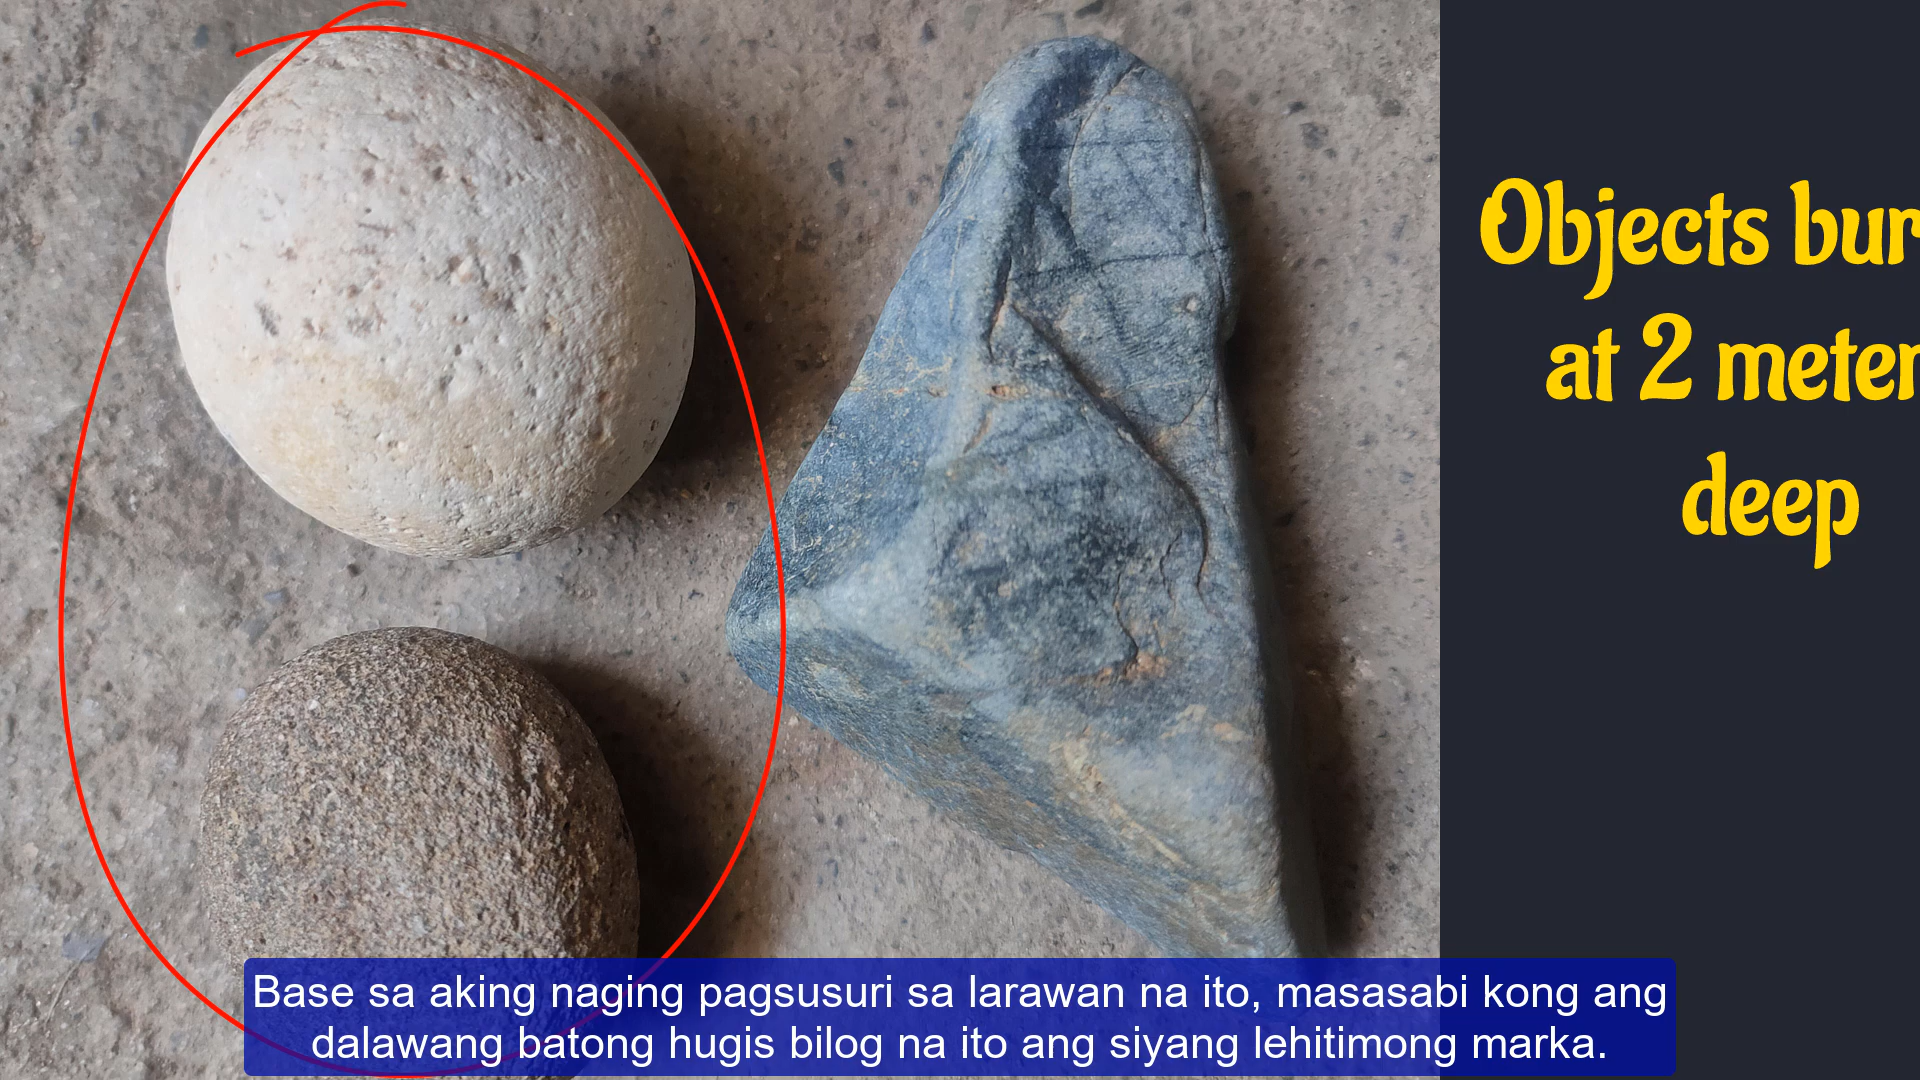 Objects bur
at 2 meter
deep
Base sa aking naging pagsusuri sa larawan na ito, masasabi kong ang
dalawang batong hugis bilog na ito ang siyang lehitimong marka.